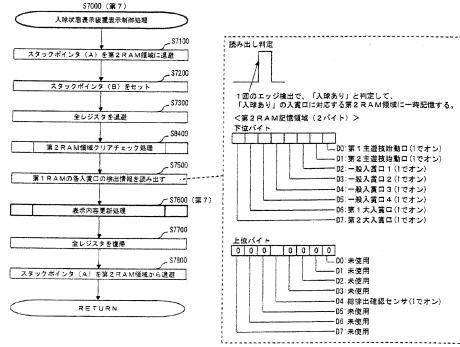 S7000 (第7)
入球状態表示装置表示制御処理
S7100
スタックポインタ(A)を第2RAM領域に退避
S7200
スタックポインタ(B)をセット
S7300
全レジスタを退避
S8400
第2RAM領域クリアチェック処理
S7500
第1RAMの各入賞口の検出情報を読み出す
S7600 (第7)
表示内容更新処理
S7700
全レジスタを復帰
S7800
スタックポインタ(A)を第2RAM領域から退避
RETURN
読み出し判定
1回のエッジ検出で、「入球あり」と判定して、
「入球あり」の入賞口に対応する第2RAM領域に一時記憶する。
<第2RAM記憶領域(2バイト)>
下位バイト
D0:第1主遊技始動口(1でオン)
D1:第2主遊技始動口(1でオン)
D2:一般入賞口1(1でオン)
D3:一般入賞口2(1でオン)
D4:一般入賞口3(1でオン)
D5:一般入賞口4(1でオン)
D6:第1大入賞口(1でオン)
D7:第2大入賞口(1でオン)
上位バイト
0 0 0 0 0 0 0
D0:未使用
D1:未使用
D2:未使用
D3:未使用
D4:総排出確認センサ(1でオン)
D5:未使用
D6:未使用
D7:未使用